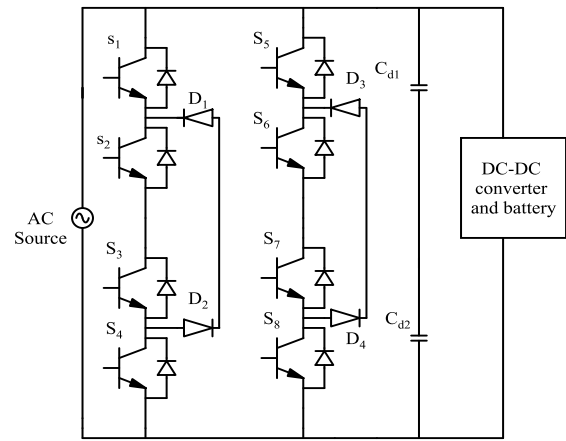 s1
S5
D1
D3
Cd1
s2
S6
DC-DC
converter
and battery
AC
Source
S3
S7
D2
S4
S8
D4
Cd2